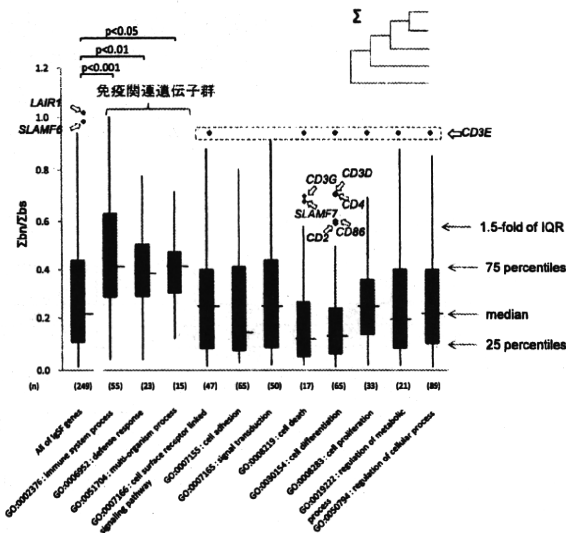 Σ
p<0.05
p<0.01
p<0.001
免疫関連遺伝子群
1.2
1.0
0.8
0.6
0.4
0.2
0.0
Σbn/Σbs
LAIR1
SLAMF6
CD3E
CD3G
CD3D
SLAMF7
CD4
CD2
CD86
1.5-fold of IQR
75 percentiles
median
25 percentiles
(n)
(249)
(55)
(23)
(15)
(47)
(65)
(50)
(17)
(65)
(33)
(21)
(89)
All of IgSF genes
GO:0002376 : immune system process
GO:0006952 : defense response
GO:0051704 : multi-organism process
GO:0007166 : cell surface receptor linked
signaling pathway
GO:0007155 : cell adhesion
GO:0007165 : signal transduction
GO:0008219 : cell death
GO:0030154 : cell differentiation
GO:0008283 : cell proliferation
GO:0019222 : regulation of metabolic
process
GO:0050794 : regulation of cellular process